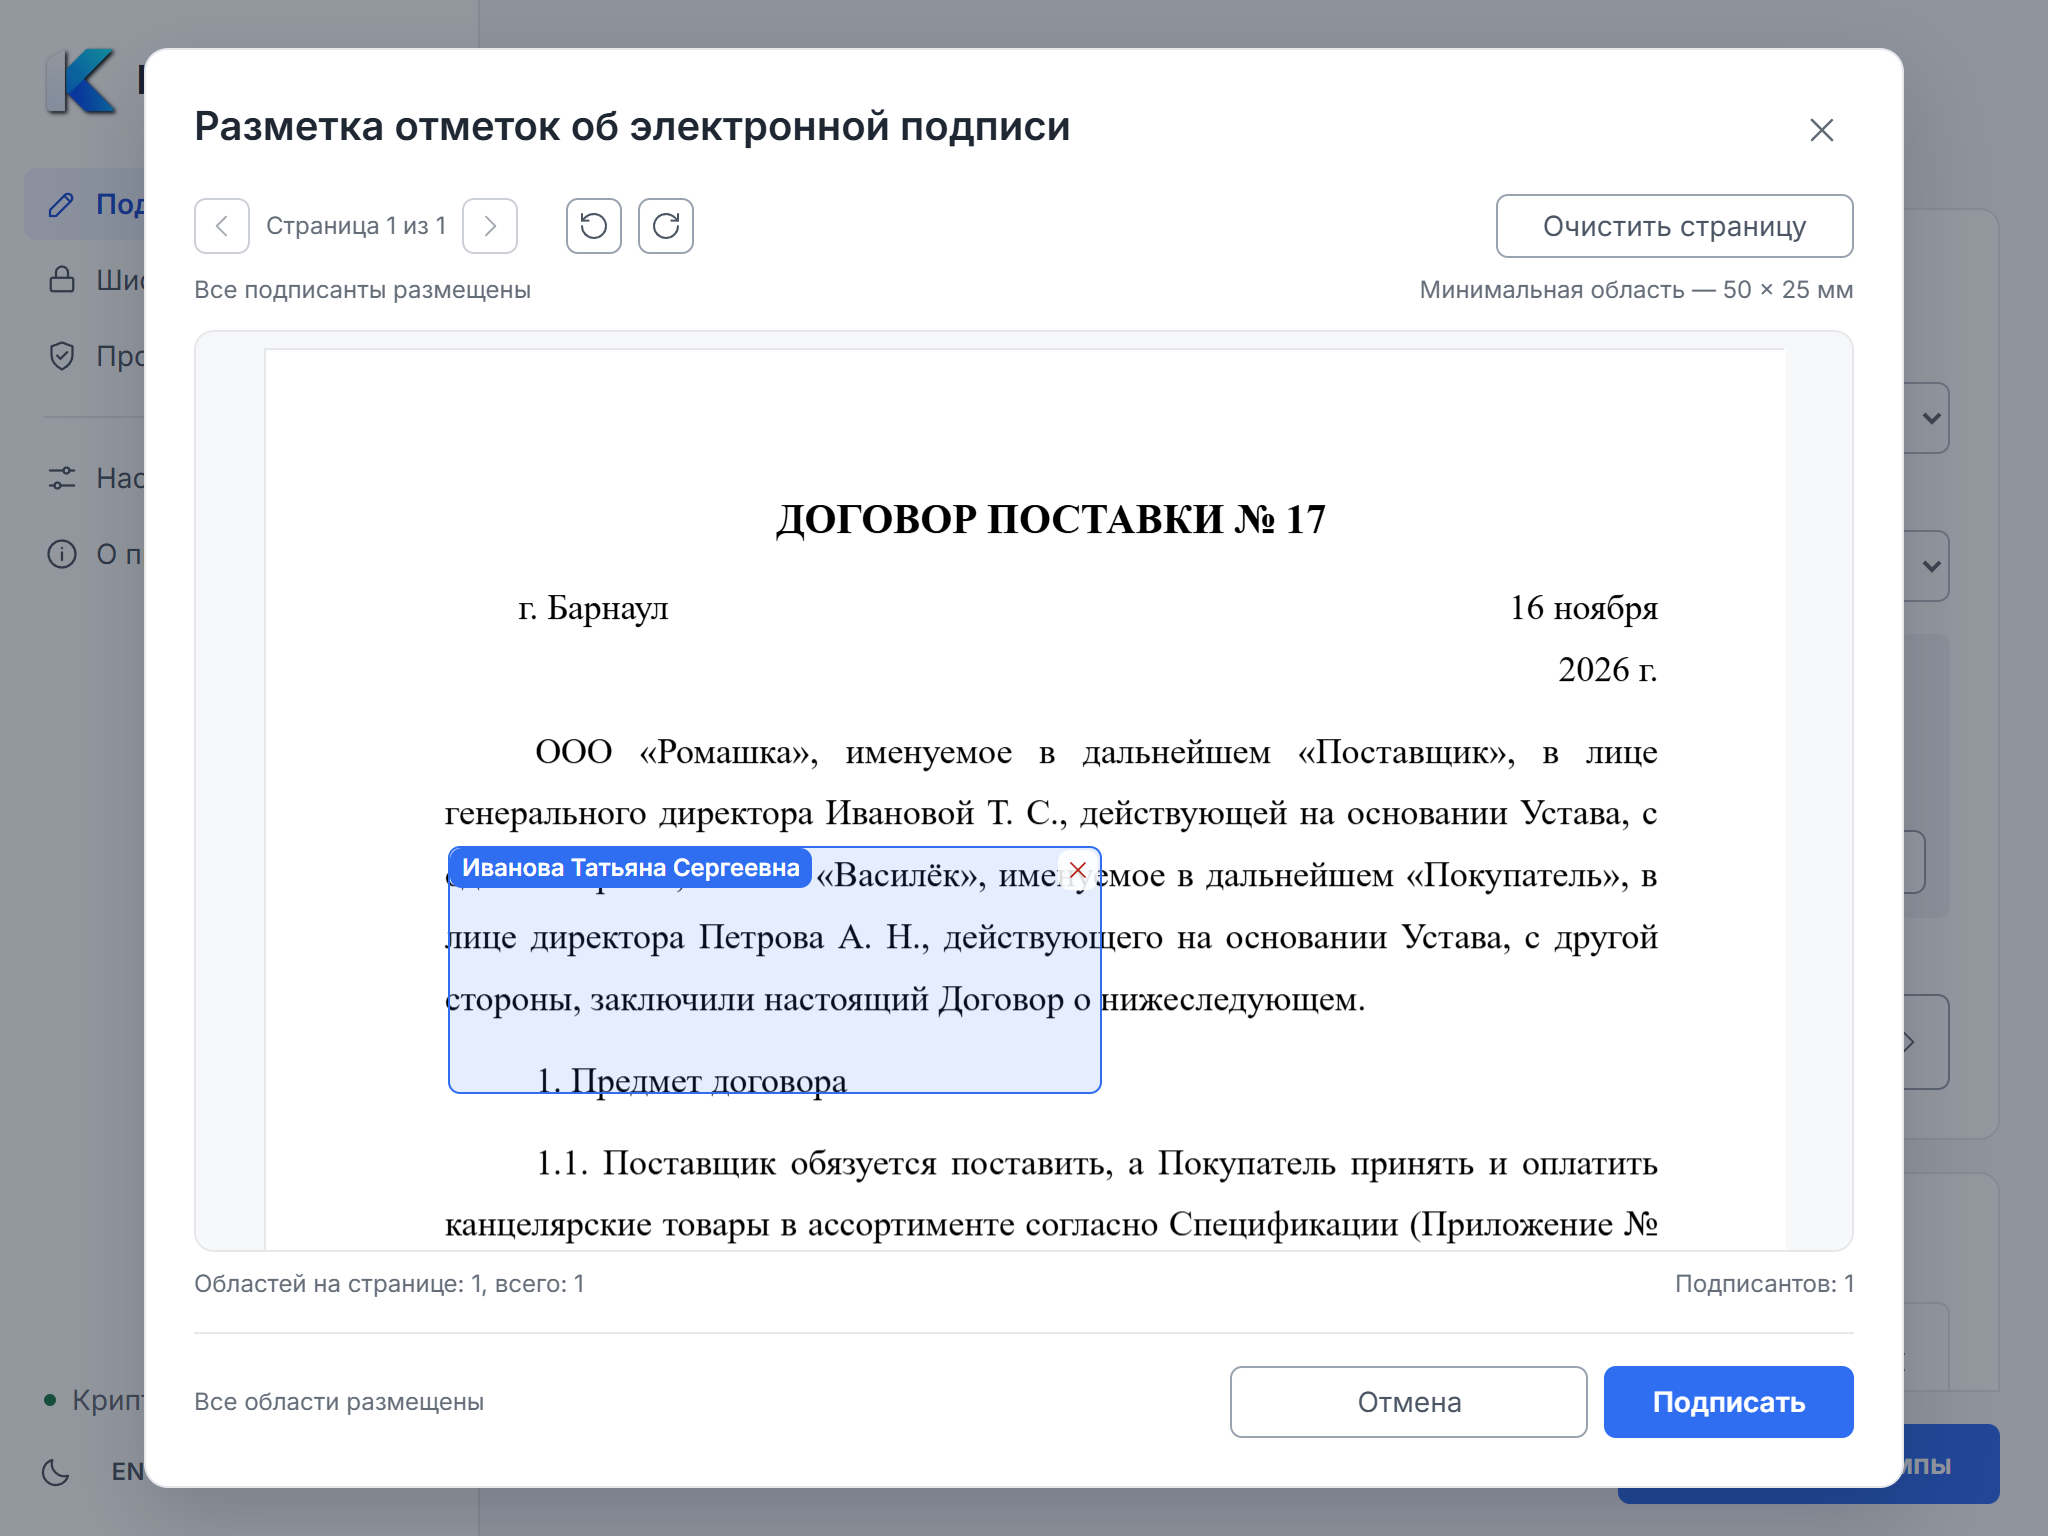 Разметка отметок об электронной подписи
Страница 1 из 1
Очистить страницу
Все подписанты размещены
Минимальная область — 50 × 25 мм
ДОГОВОР ПОСТАВКИ № 17
г. Барнаул
16 ноября
2026 г.
ООО «Ромашка», именуемое в дальнейшем «Поставщик», в лице
генерального директора Ивановой Т. С., действующей на основании Устава, с
Иванова Татьяна Сергеевна
«Василёк», именуемое в дальнейшем «Покупатель», в
лице директора Петрова А. Н., действующего на основании Устава, с другой
стороны, заключили настоящий Договор о нижеследующем.
1. Предмет договора
1.1. Поставщик обязуется поставить, а Покупатель принять и оплатить
канцелярские товары в ассортименте согласно Спецификации (Приложение №
Областей на странице: 1, всего: 1
Подписантов: 1
Все области размещены
Отмена
Подписать
EN